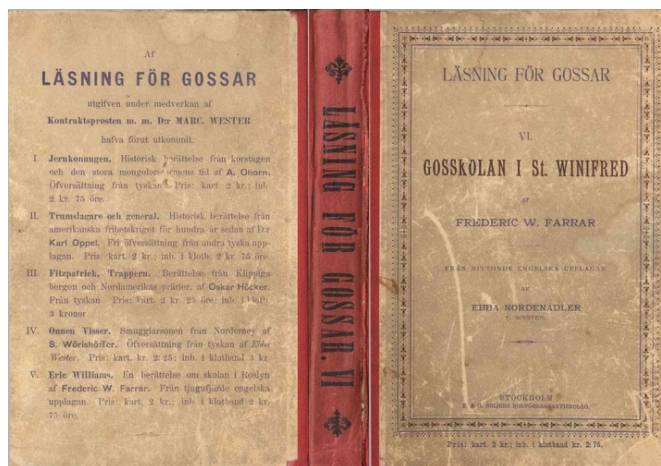 Af
LÄSNING FÖR GOSSAR
utgifven under medverkan af
Kontraktsprosten m. m. D:r MARC. WESTER
hafva förut utkommit.
I. Jernkonungen. Historisk berättelse från korstågen
och den stora mongoler tid af A. Ohorn.
Öfversättning från tyskan. Pris: kart. 2 kr.; inb.
2 kr. 75 öre.
II. Trumslagare och general. Historisk berättelse från
amerikanska frihetskriget för hundra år sedan af D:r
Karl Oppel. Fri öfversättning från andra tyska upp-
lagan. Pris: kart. 2 kr.; inb. i klotb. 2 kr. 75 öre.
III. Fitzpatrick, Trappern. Berättelse från Klippiga
bergen och Nordamerikas prärier, af Oskar Höcker.
Från tyskan. Pris: kart. 2 kr. 25 öre; inb. i klotb.
3 kronor
IV. Onnen Visser. Smugglarsonen från Norderney af
S. Wörishöffer. Öfversättning från tyskan af Ebba
Wester. Pris: kart. kr. 2: 25; inb. i klotband 3 kr.
V. Eric Williams. En berättelse om skolan i Roslyn
af Frederic W. Farrar. Från tjugufjärde engelska
upplagan. Pris: kart. 2 kr.; inb. i klotband 2 kr.
75 öre.
LÄSNING FÖR GOSSAR VI
LÄSNING FÖR GOSSAR
VI.
GOSSKOLAN I St. WINIFRED
AF
FREDERIC W. FARRAR
FRÅN NITTONDE ENGELSKA UPPLAGAN
AF
EBBA NORDENADLER
F. WESTER.
STOCKHOLM
Pris: kart. 2 kr.; inb. i klotband kr. 2: 75.